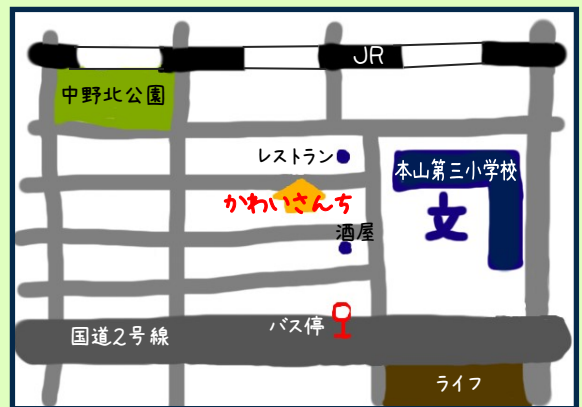 JR
中野北公園
レストラン
本山第三小学校
かわいさんち
文
酒屋
国道2号線
バス停
ライフ